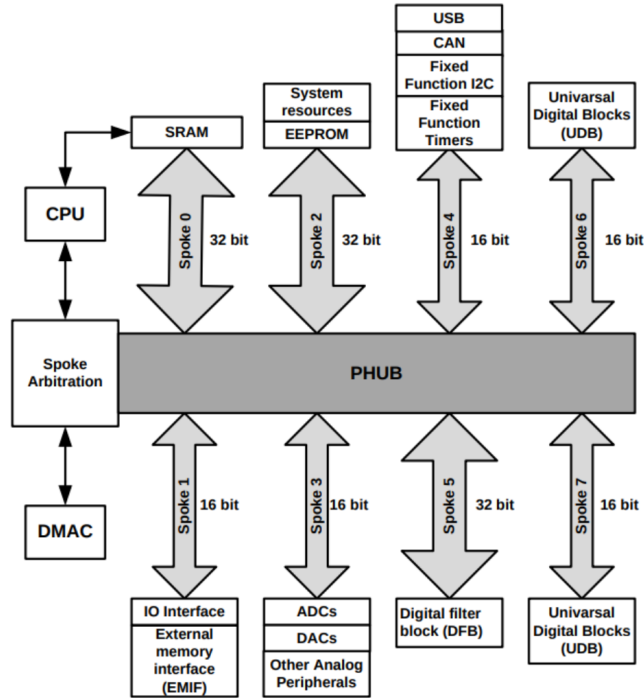 USB
CAN
Fixed
Function I2C
Fixed
Function
Timers
System
resources
EEPROM
SRAM
Univarsal
Digital Blocks
(UDB)
CPU
Spoke 0
32 bit
Spoke 2
32 bit
Spoke 4
16 bit
Spoke 6
16 bit
Spoke
Arbitration
PHUB
DMAC
Spoke 1
16 bit
Spoke 3
16 bit
Spoke 5
32 bit
Spoke 7
16 bit
IO Interface
External
memory
interface
(EMIF)
ADCs
DACs
Other Analog
Peripherals
Digital filter
block (DFB)
Univarsal
Digital Blocks
(UDB)